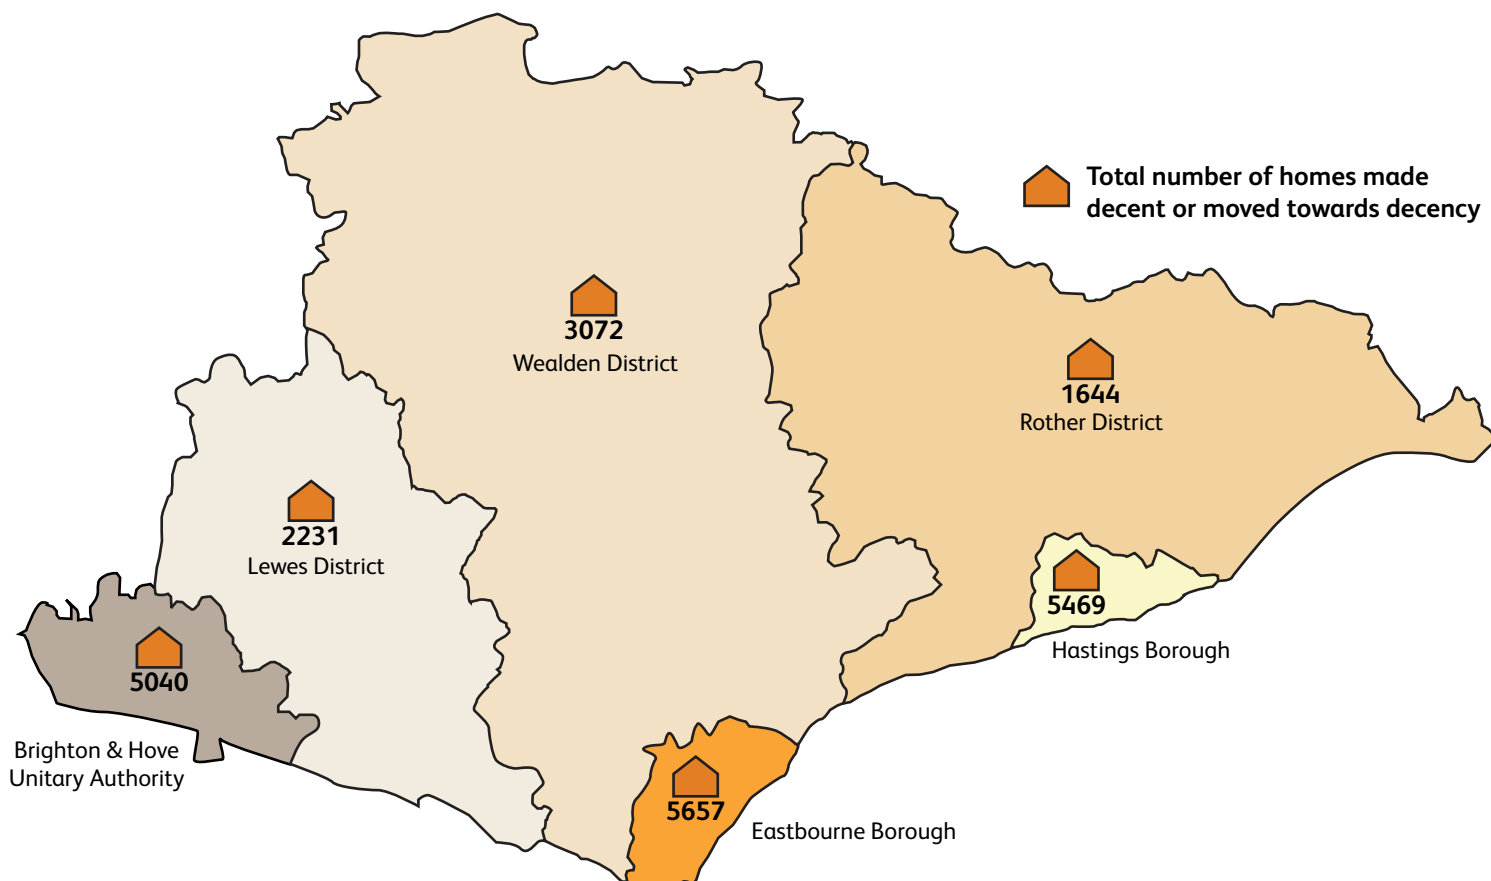 Total number of homes made
decent or moved towards decency
3072
Wealden District
1644
Rother District
2231
Lewes District
5469
Hastings Borough
5040
Brighton & Hove
Unitary Authority
5657
Eastbourne Borough